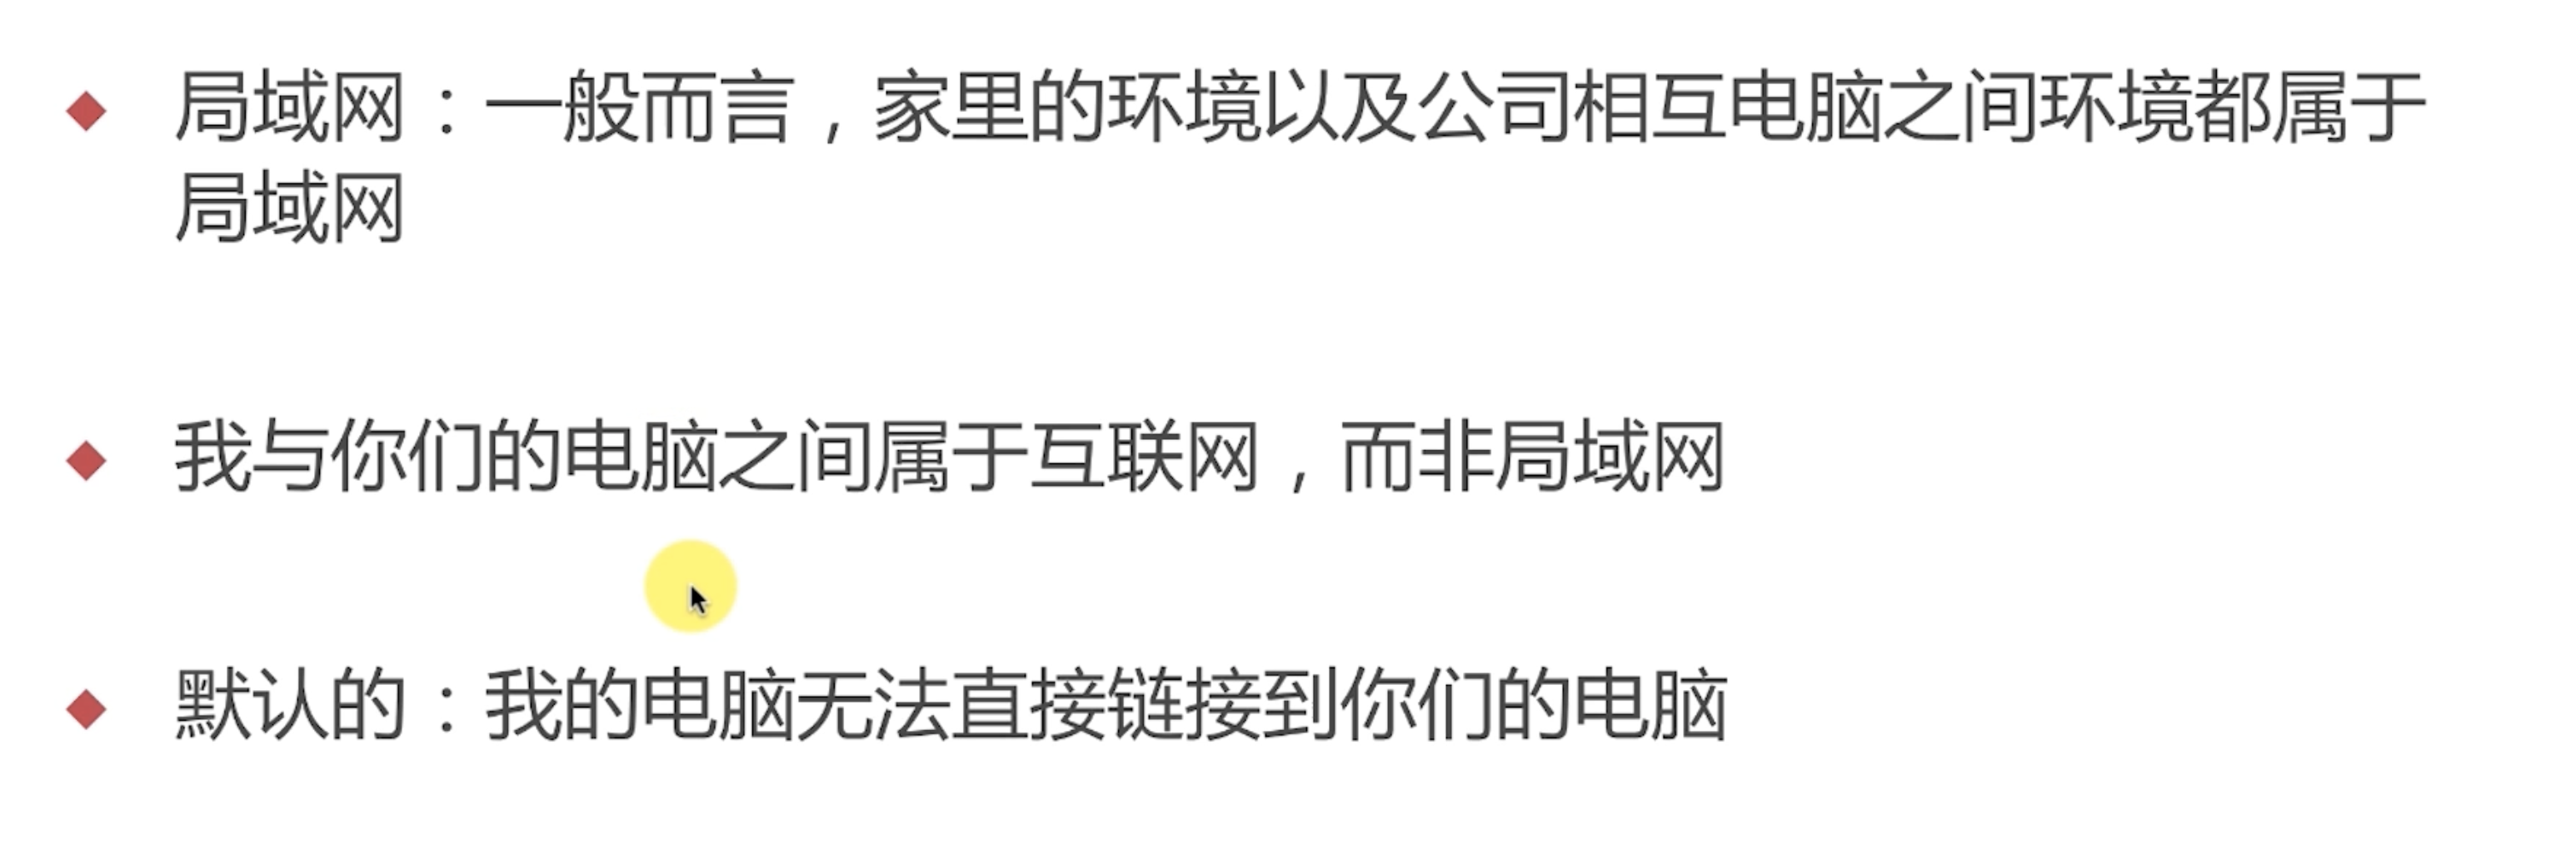 局域网：一般而言，家里的环境以及公司相互电脑之间环境都属于
局域网
我与你们的电脑之间属于互联网，而非局域网
默认的：我的电脑无法直接链接到你们的电脑